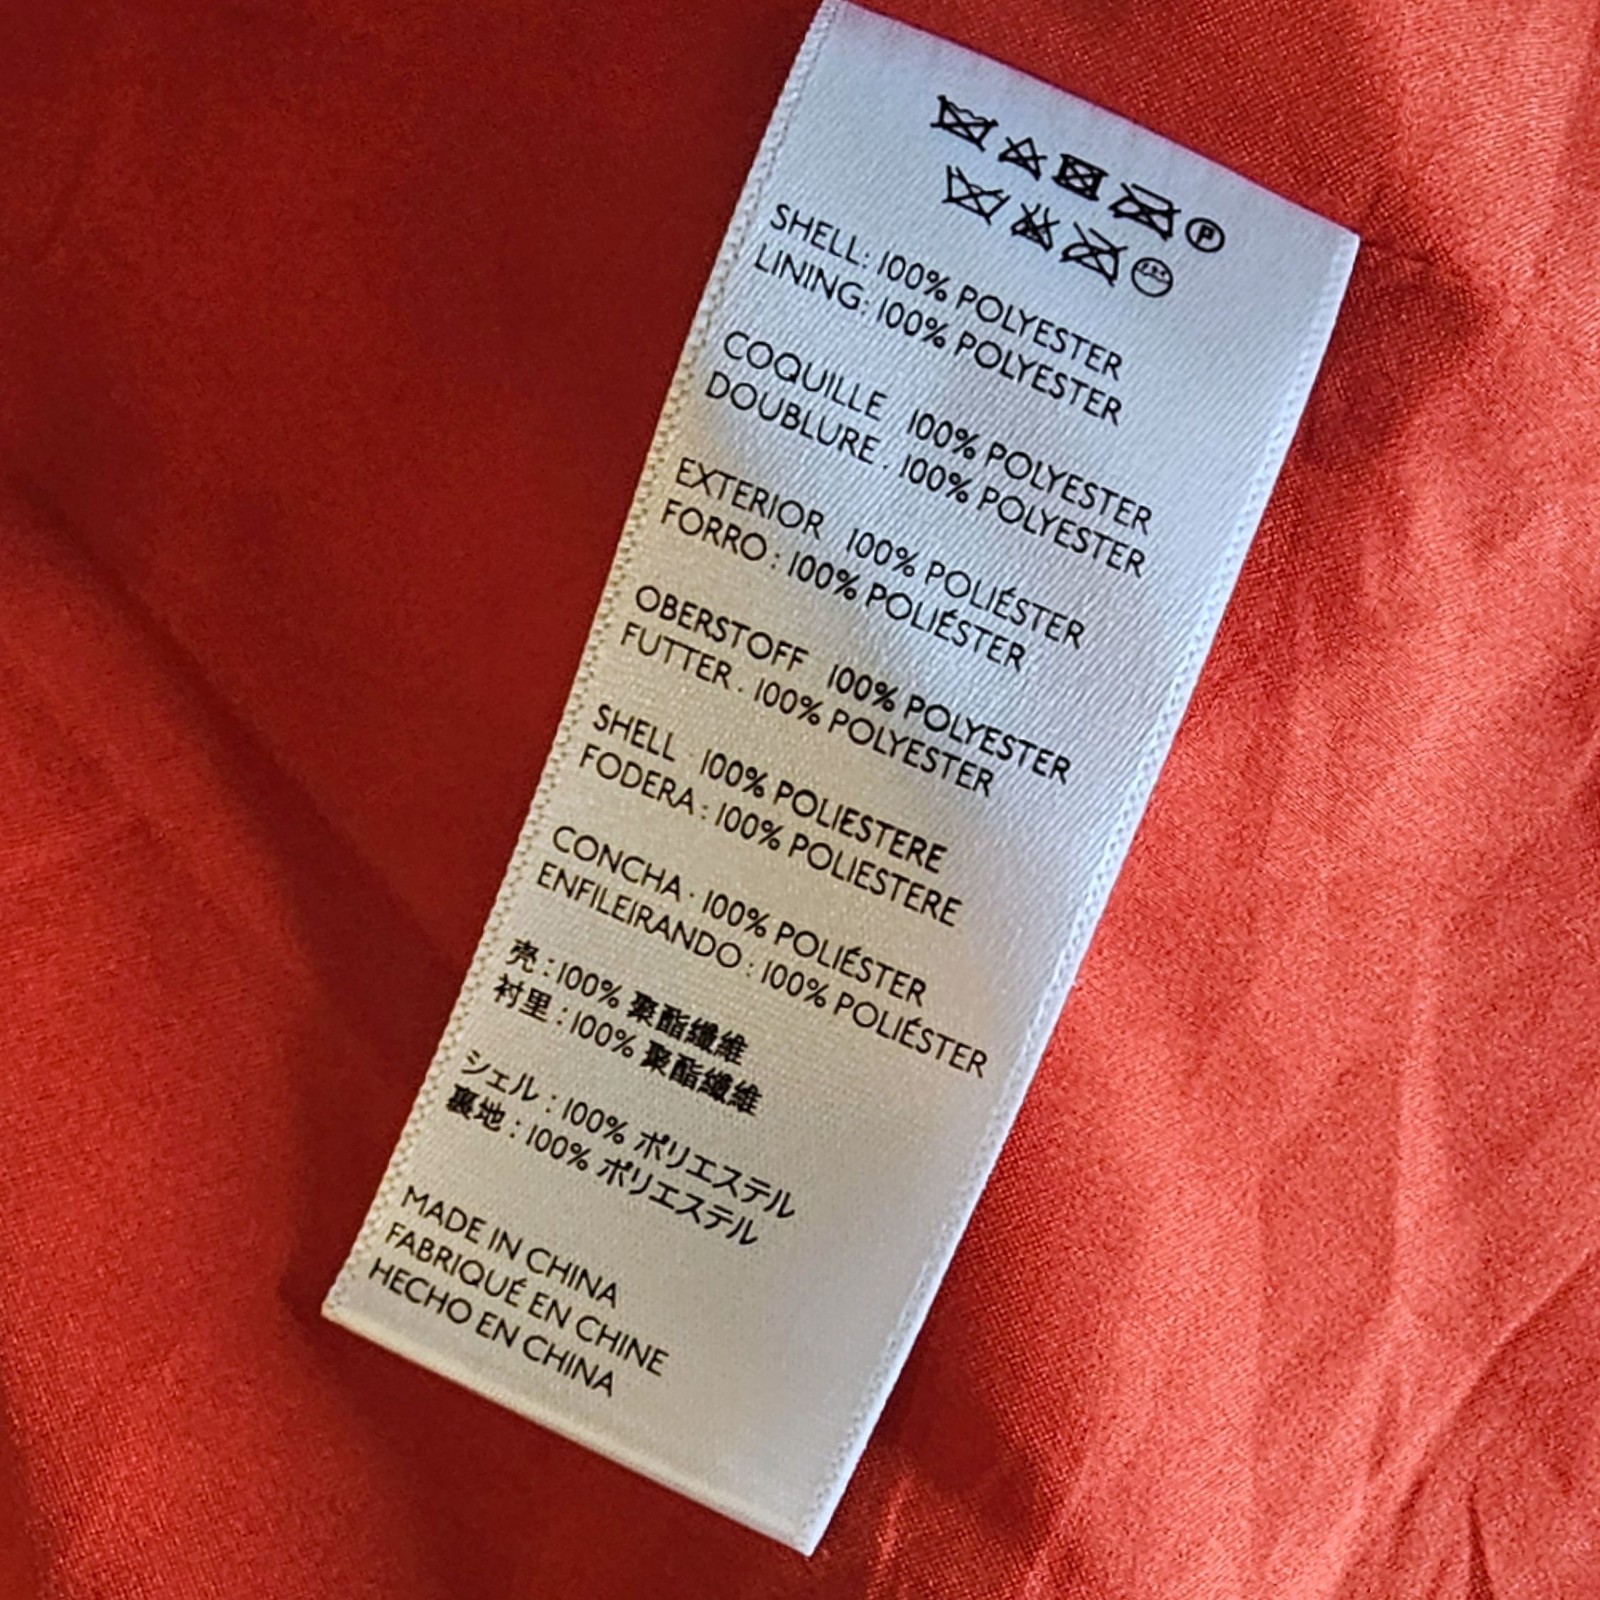 P
SHELL: 100% POLYESTER
LINING: 100% POLYESTER
COQUILLE 100% POLYESTER
DOUBLURE : 100% POLYESTER
EXTERIOR 100% POLIÉSTER
FORRO : 100% POLIÉSTER
OBERSTOFF 100% POLYESTER
FUTTER : 100% POLYESTER
SHELL : 100% POLIESTERE
FODERA : 100% POLIESTERE
CONCHA : 100% POLIÉSTER
ENFILEIRANDO : 100% POLIÉSTER
壳 : 100% 聚酯纖維
衬里 : 100% 聚酯纖維
シェル : 100% ポリエステル
裏地 : 100% ポリエステル
MADE IN CHINA
FABRIQUÉ EN CHINE
HECHO EN CHINA